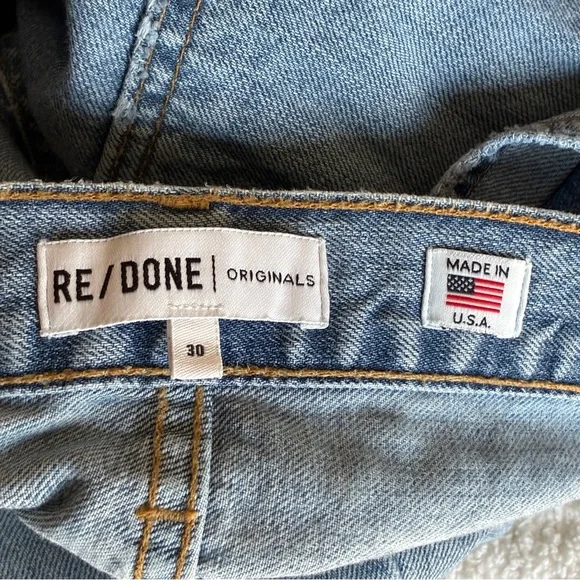 RE/DONE | ORIGINALS
30
MADE IN
U.S.A.